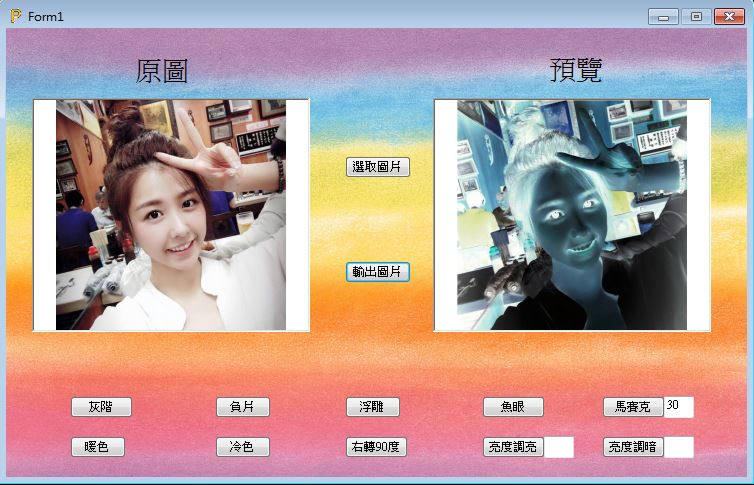 Form1
原圖
預覽
選取圖片
輸出圖片
灰階
負片
浮雕
魚眼
馬賽克
30
暖色
冷色
右轉90度
亮度調亮
亮度調暗